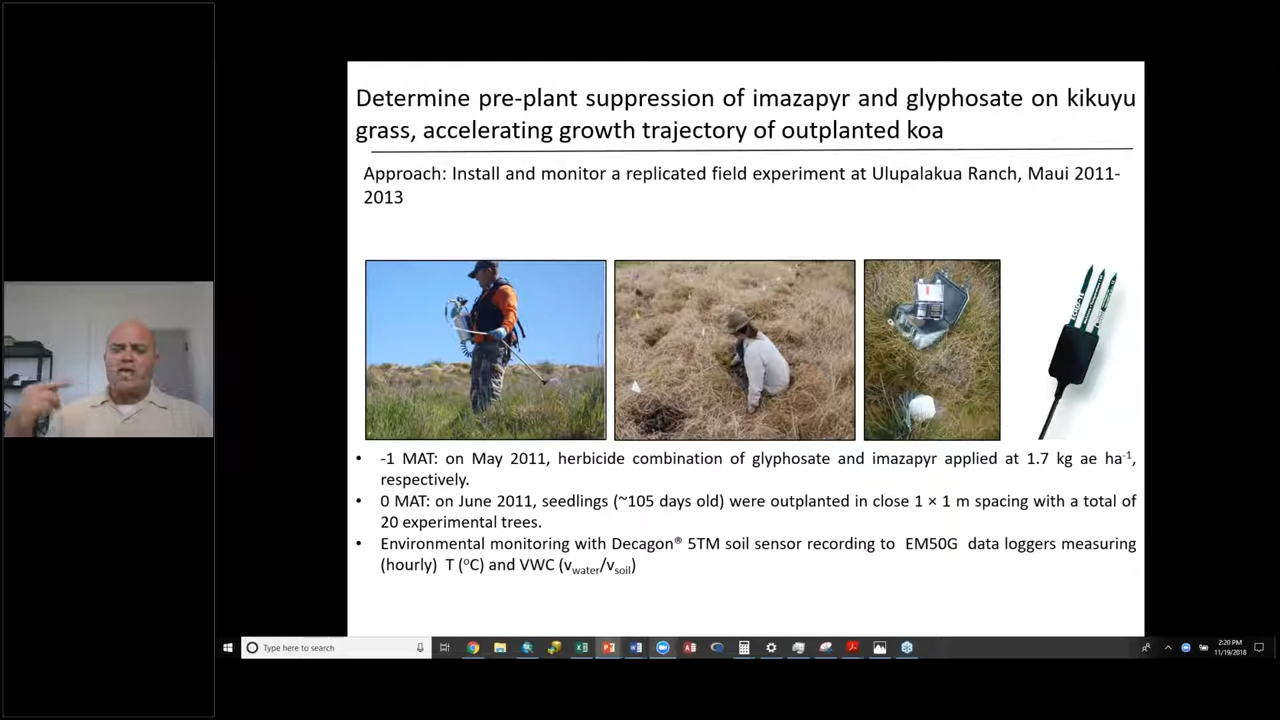 Determine pre-plant suppression of imazapyr and glyphosate on kikuyu
grass, accelerating growth trajectory of outplanted koa
Approach: Install and monitor a replicated field experiment at Ulupalakua Ranch, Maui 2011-
2013
• -1 MAT: on May 2011, herbicide combination of glyphosate and imazapyr applied at 1.7 kg ae ha-1,
respectively.
• 0 MAT: on June 2011, seedlings (~105 days old) were outplanted in close 1 × 1 m spacing with a total of
20 experimental trees.
• Environmental monitoring with Decagon® 5TM soil sensor recording to EM50G data loggers measuring
(hourly) T (oC) and VWC (vwater/vsoil)
Type here to search
2:20 PM
11/19/2018